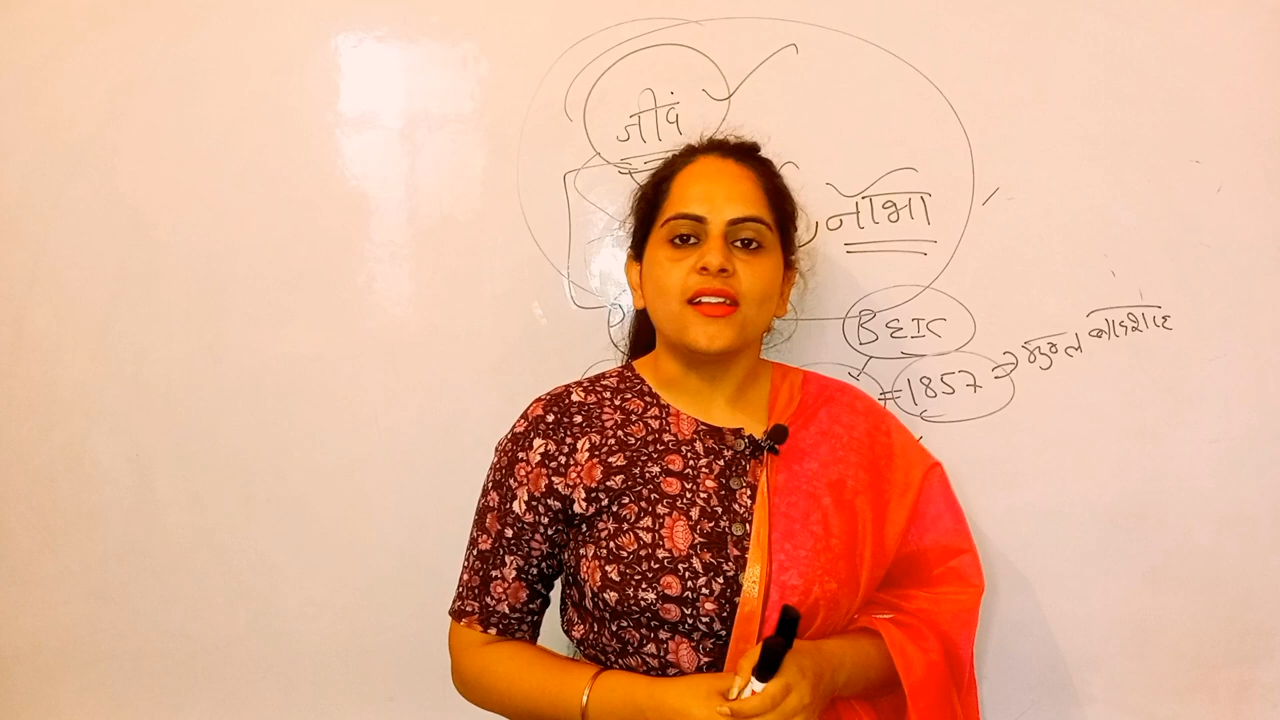 जींद
नाभा
BEIC
=1857 → मुगल बादशाह